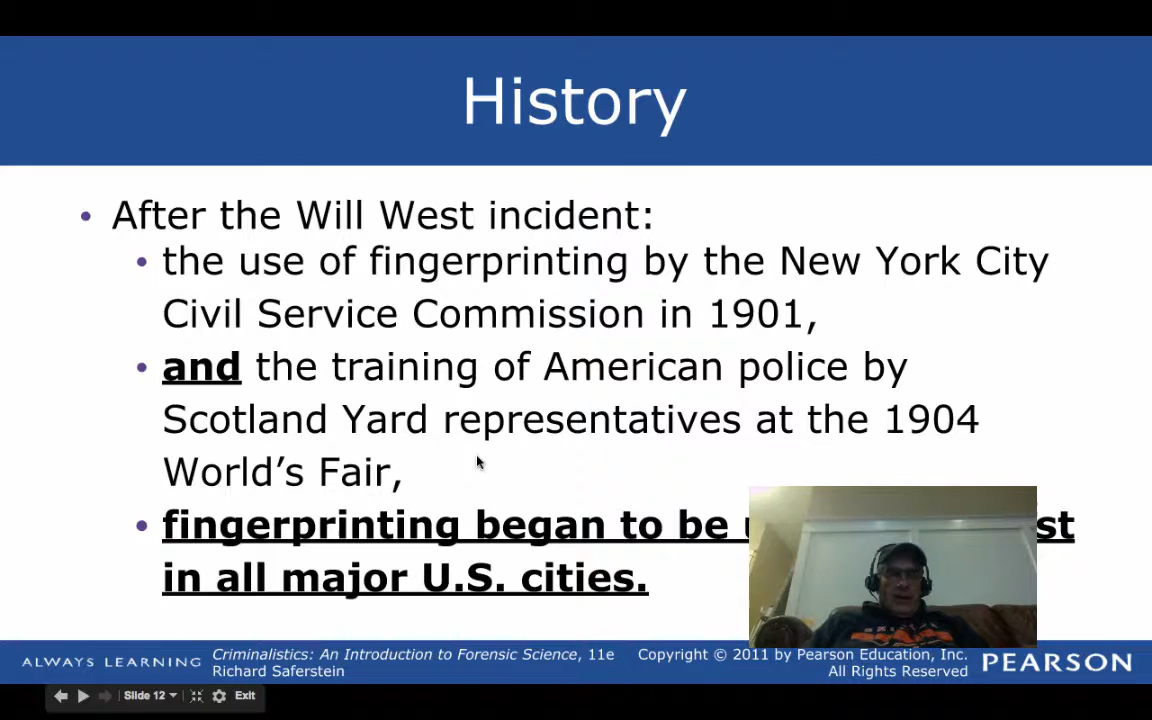 History
• After the Will West incident:
• the use of fingerprinting by the New York City
Civil Service Commission in 1901,
• and the training of American police by
Scotland Yard representatives at the 1904
World’s Fair,
• fingerprinting began to be
in all major U.S. cities.
ALWAYS LEARNING
Criminalistics: An Introduction to Forensic Science, 11e
Richard Saferstein
Copyright © 2011 by Pearson Education, Inc.
All Rights Reserved
PEARSON
Slide 12
Exit